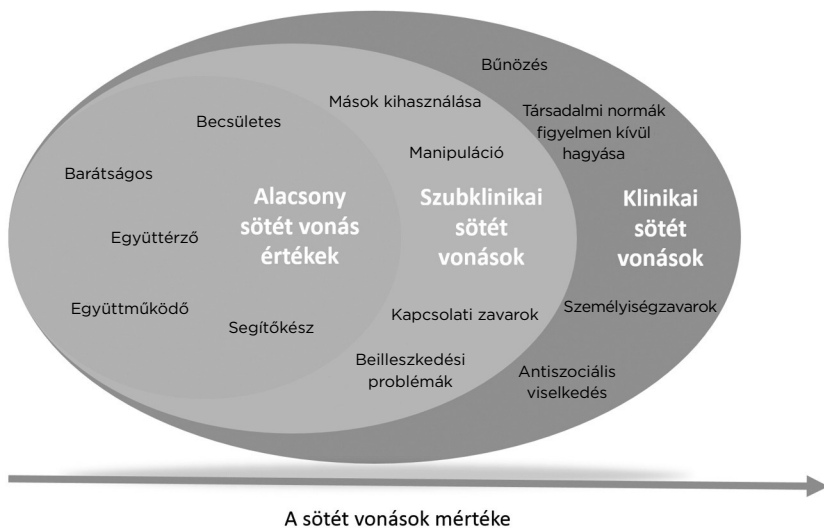 Bűnözés
Mások kihasználása
Társadalmi normák
figyelmen kívül
hagyása
Becsületes
Manipuláció
Barátságos
Alacsony
sötét vonás
értékek
Szubklinikai
sötét
vonások
Klinikai
sötét
vonások
Együttérző
Együttműködő
Segítőkész
Kapcsolati zavarok
Személyiségzavarok
Beilleszkedési
problémák
Antiszociális
viselkedés
A sötét vonások mértéke